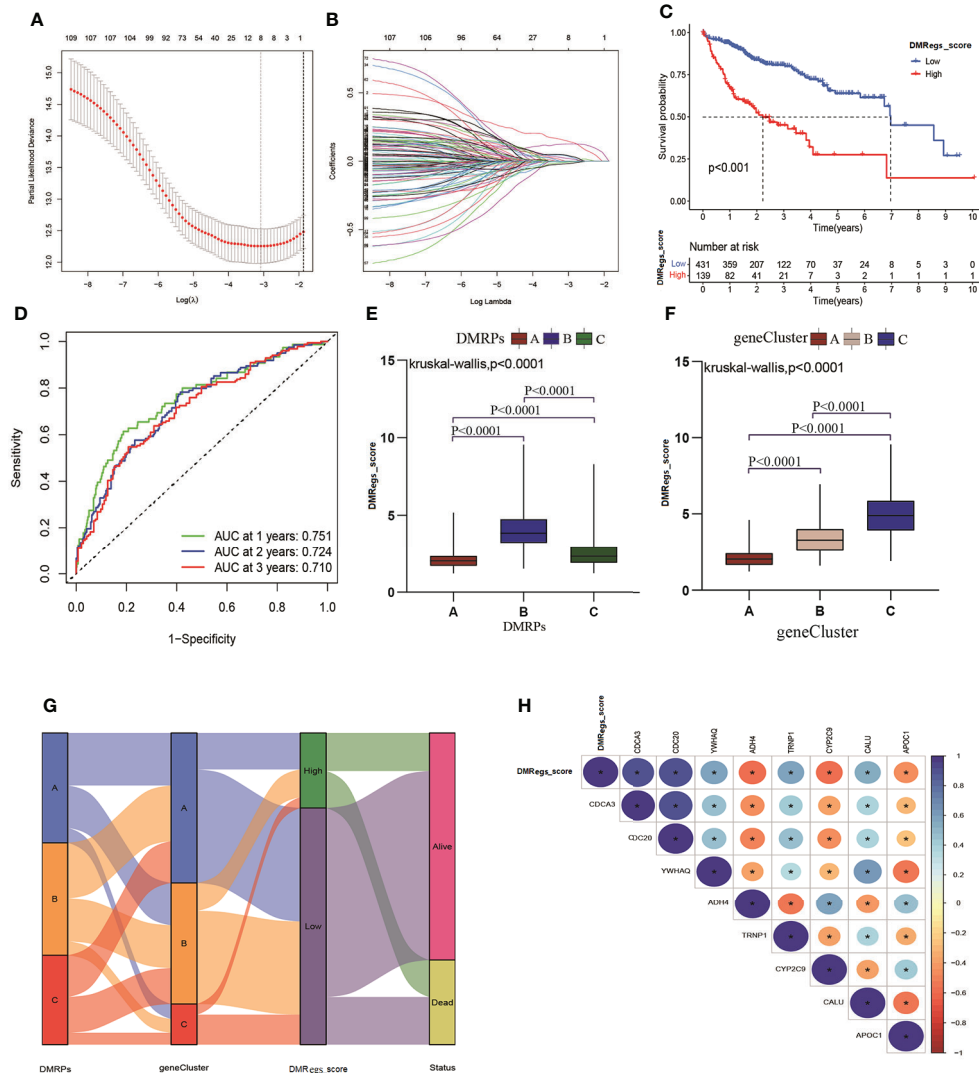 A
109 107 107 104 99 92 73 54 40 25 12 8 8 3 1
Partial Likelihood Deviance
15.0
14.5
14.0
13.5
13.0
12.5
12.0
-8 -7 -6 -5 -4 -3 -2
Log(λ)
B
107 106 96 64 27 8 1
Coefficients
0.5
0.0
-0.5
-8 -7 -6 -5 -4 -3 -2
Log Lambda
C
DMRegs_score
Low
High
Survival probability
1.00
0.75
0.50
0.25
0.00
p<0.001
0 1 2 3 4 5 6 7 8 9 10
Time(years)
Number at risk
DMRegs_score
Low 431 359 207 122 70 37 24 8 5 3 0
High 139 82 41 21 7 3 2 1 1 1 1
0 1 2 3 4 5 6 7 8 9 10
Time(years)
D
Sensitivity
1.0
0.8
0.6
0.4
0.2
0.0
AUC at 1 years: 0.751
AUC at 2 years: 0.724
AUC at 3 years: 0.710
0.0 0.2 0.4 0.6 0.8 1.0
1-Specificity
E
DMRPs A B C
kruskal-wallis,p<0.0001
P<0.0001
P<0.0001
P<0.0001
DMRegs_score
15
10
5
0
A B C
DMRPs
F
geneCluster A B C
kruskal-wallis,p<0.0001
P<0.0001
P<0.0001
P<0.0001
DMRegs_score
15
10
5
0
A B C
geneCluster
G
A
B
C
A
B
C
High
Low
Alive
Dead
DMRPs geneCluster DMRegs_score Status
H
DMRegs_score CDCA3 CDC20 YWHAQ ADH4 TRNP1 CYP2C9 CALU APOC1
DMRegs_score * * * * * * * * *
CDCA3 * * * * * * * *
CDC20 * * * * * * *
YWHAQ * * * * * *
ADH4 * * * * *
TRNP1 * * * *
CYP2C9 * * *
CALU * *
APOC1 *
1
0.8
0.6
0.4
0.2
0
-0.2
-0.4
-0.6
-0.8
-1